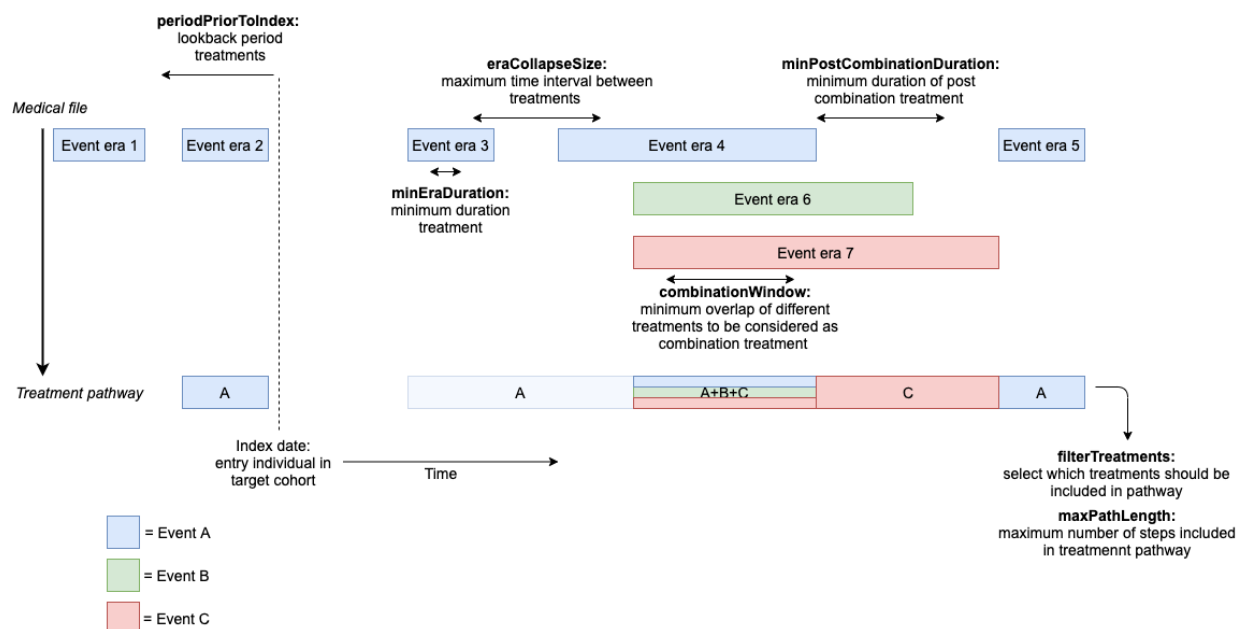 periodPriorToIndex:
lookback period
treatments
eraCollapseSize:
maximum time interval between
treatments
minPostCombinationDuration:
minimum duration of post
combination treatment
Medical file
Event era 1
Event era 2
Event era 3
Event era 4
Event era 5
minEraDuration:
minimum duration
treatment
Event era 6
Event era 7
combinationWindow:
minimum overlap of different
treatments to be considered as
combination treatment
Treatment pathway
A
A
A+B+C
C
A
Index date:
entry individual in
target cohort
Time
filterTreatments:
select which treatments should be
included in pathway
maxPathLength:
maximum number of steps included
in treatmennt pathway
= Event A
= Event B
= Event C